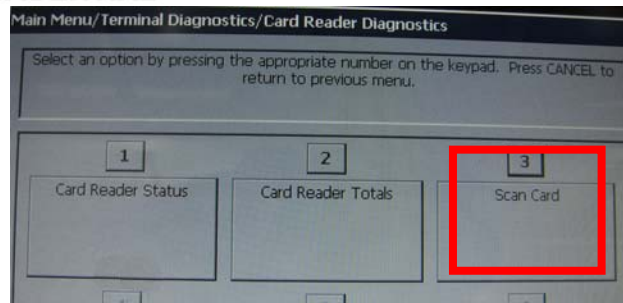 Main Menu/Terminal Diagnostics/Card Reader Diagnostics
Select an option by pressing the appropriate number on the keypad. Press CANCEL to
return to previous menu.
1
2
3
Card Reader Status
Card Reader Totals
Scan Card